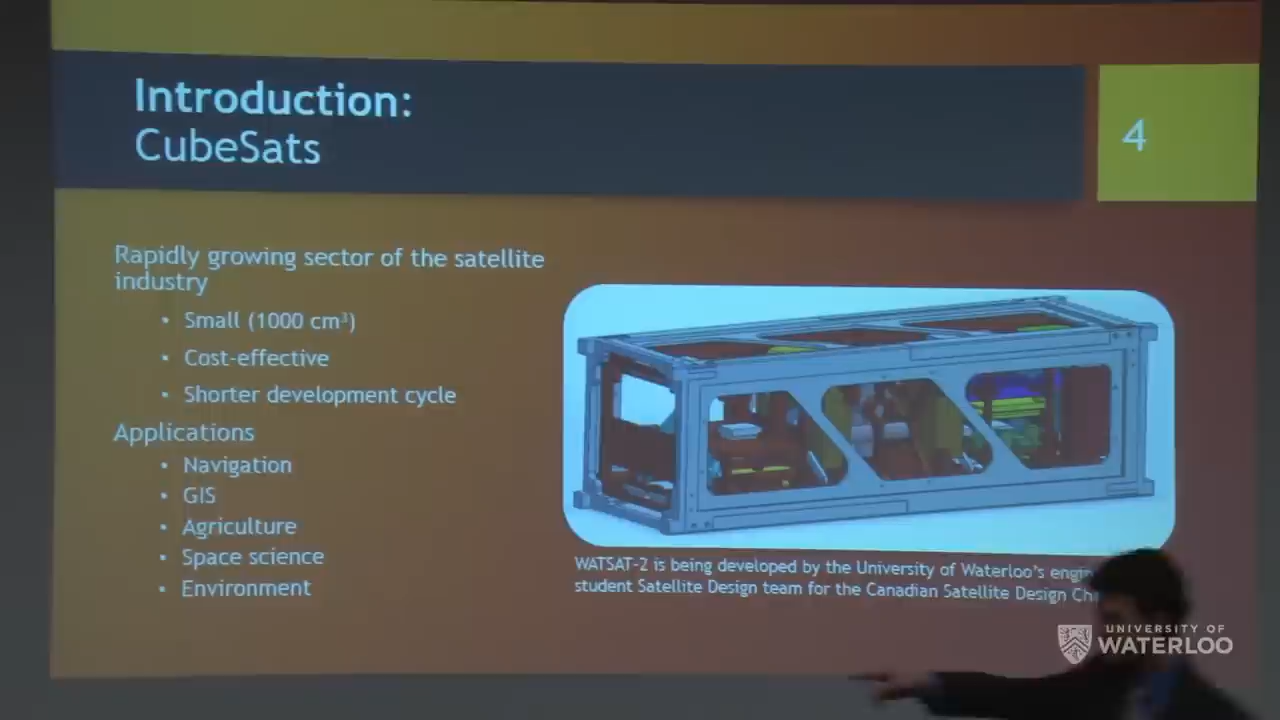 Introduction:
CubeSats
4
Rapidly growing sector of the satellite
industry
• Small (1000 cm³)
• Cost-effective
• Shorter development cycle
Applications
• Navigation
• GIS
• Agriculture
• Space science
• Environment
WATSAT-2 is being developed by the University of Waterloo's
student Satellite Design team for the Canadian Satellite Design
UNIVERSITY OF
WATERLOO